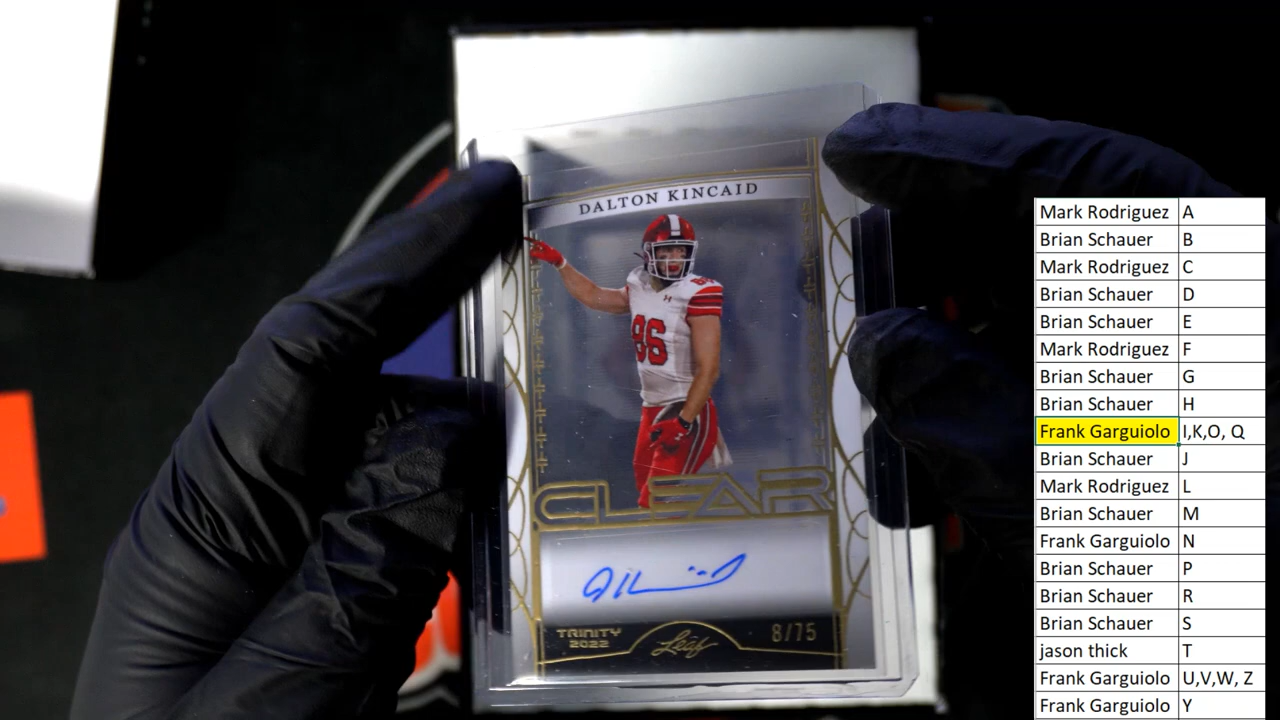 DALTON KINCAID
86
86
CLEAR
TRINITY
2022
Leaf
8/75
Mark Rodriguez A
Brian Schauer B
Mark Rodriguez C
Brian Schauer D
Brian Schauer E
Mark Rodriguez F
Brian Schauer G
Brian Schauer H
Frank Garguiolo I,K,O, Q
Brian Schauer J
Mark Rodriguez L
Brian Schauer M
Frank Garguiolo N
Brian Schauer P
Brian Schauer R
Brian Schauer S
jason thick T
Frank Garguiolo U,V,W, Z
Frank Garguiolo Y